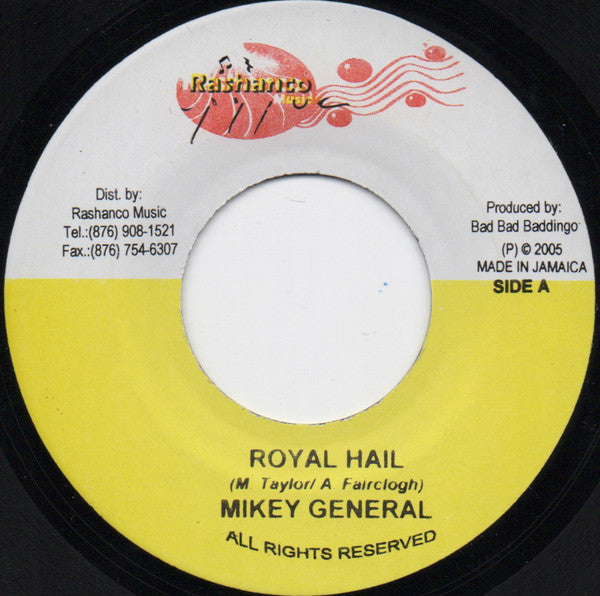 Rashanco
Music
Dist. by:
Rashanco Music
Tel.:(876) 908-1521
Fax.:(876) 754-6307
Produced by:
Bad Bad Baddingo
(P) © 2005
MADE IN JAMAICA
SIDE A
ROYAL HAIL
(M. Taylor/ A. Fairclogh)
MIKEY GENERAL
ALL RIGHTS RESERVED